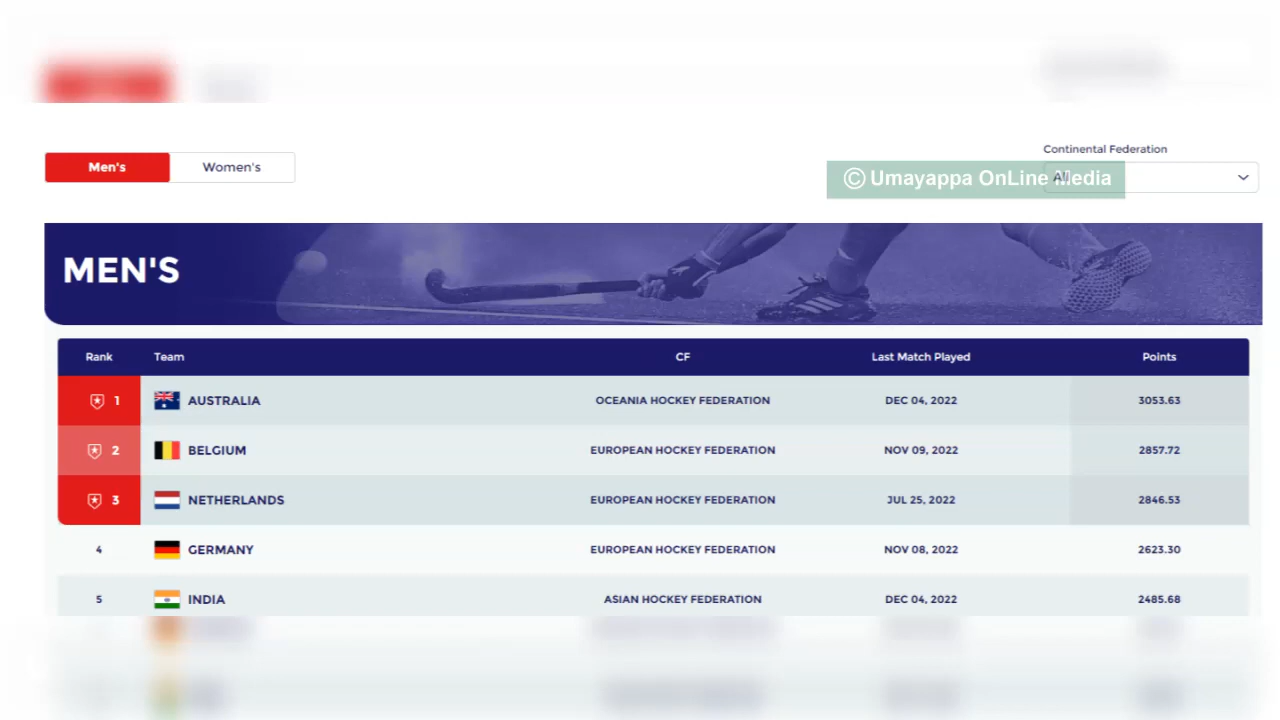 Continental Federation
Men's Women's
All
© Umayappa OnLine Media
MEN'S
Rank Team CF Last Match Played Points
1 AUSTRALIA OCEANIA HOCKEY FEDERATION DEC 04, 2022 3053.63
2 BELGIUM EUROPEAN HOCKEY FEDERATION NOV 09, 2022 2857.72
3 NETHERLANDS EUROPEAN HOCKEY FEDERATION JUL 25, 2022 2846.53
4 GERMANY EUROPEAN HOCKEY FEDERATION NOV 08, 2022 2623.30
5 INDIA ASIAN HOCKEY FEDERATION DEC 04, 2022 2485.68